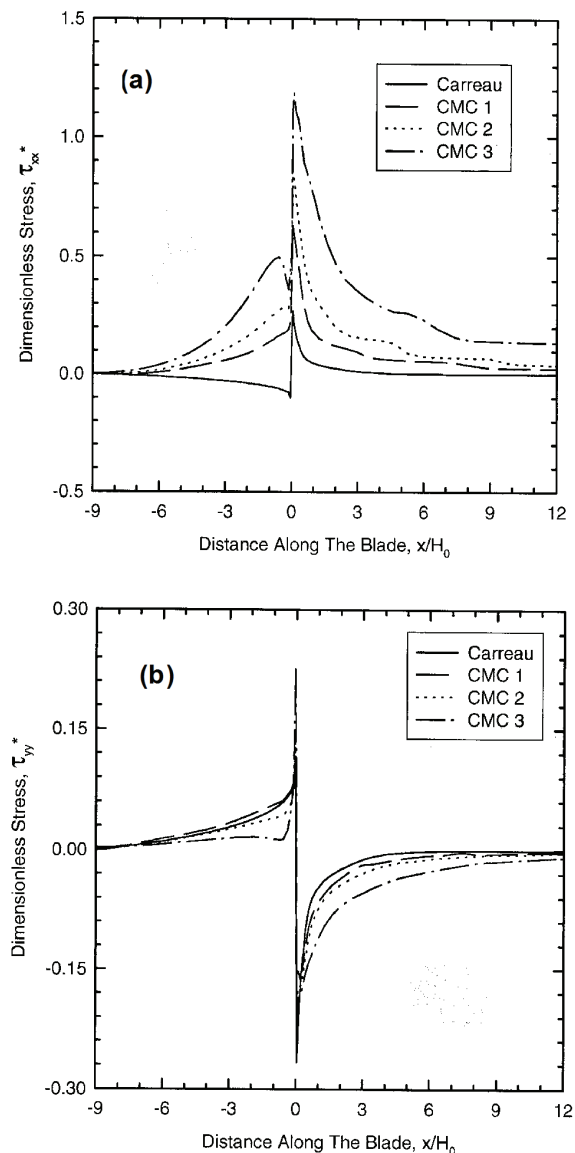 1.5
(a)
Carreau
CMC 1
CMC 2
CMC 3
1.0
0.5
0.0
-0.5
Dimensionless Stress, τxx*
-9 -6 -3 0 3 6 9 12
Distance Along The Blade, x/H0
0.30
(b)
Carreau
CMC 1
CMC 2
CMC 3
0.15
0.00
-0.15
-0.30
Dimensionless Stress, τyy*
-9 -6 -3 0 3 6 9 12
Distance Along The Blade, x/H0